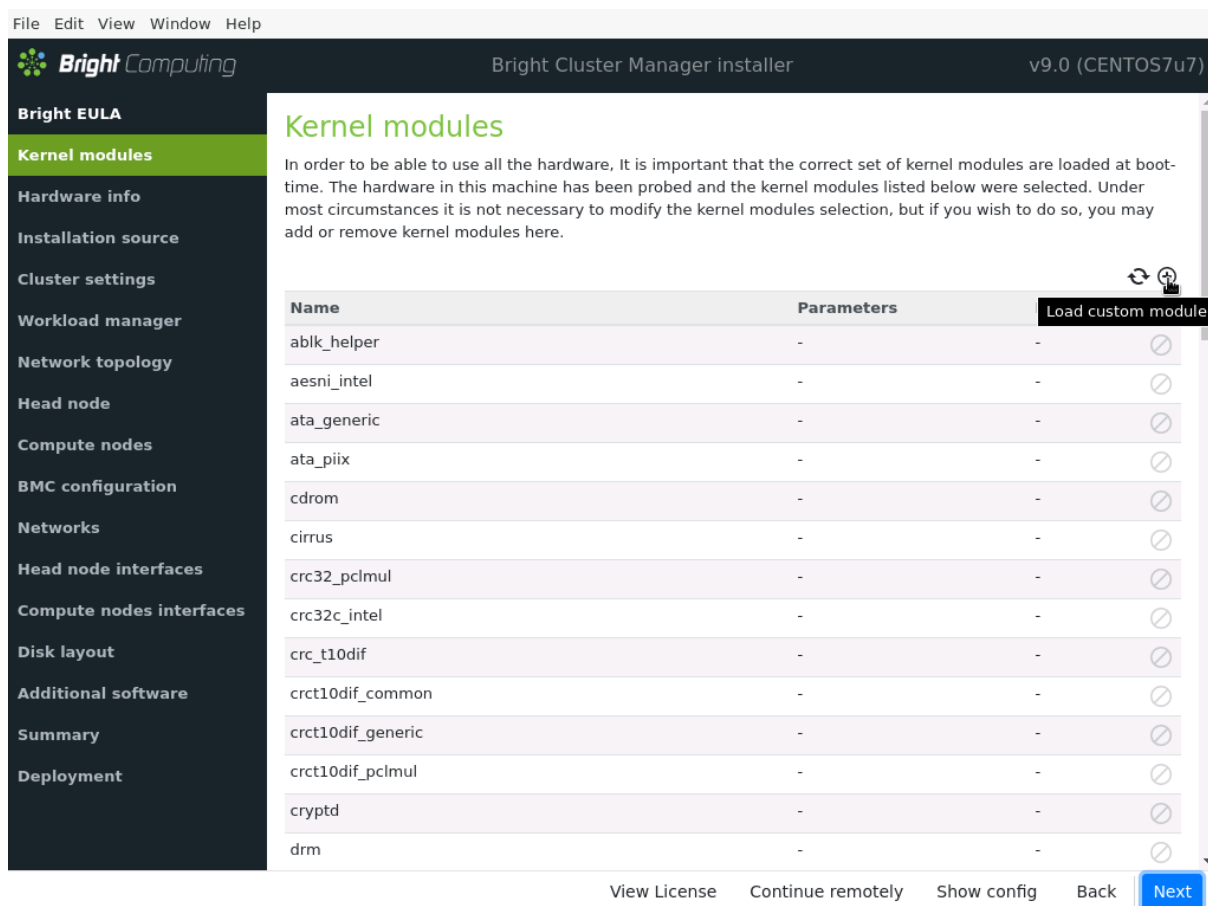 File Edit View Window Help
Bright Computing
Bright Cluster Manager installer
v9.0 (CENTOS7u7)
Bright EULA
Kernel modules
Hardware info
Installation source
Cluster settings
Workload manager
Network topology
Head node
Compute nodes
BMC configuration
Networks
Head node interfaces
Compute nodes interfaces
Disk layout
Additional software
Summary
Deployment
Kernel modules
In order to be able to use all the hardware, It is important that the correct set of kernel modules are loaded at boot-
time. The hardware in this machine has been probed and the kernel modules listed below were selected. Under
most circumstances it is not necessary to modify the kernel modules selection, but if you wish to do so, you may
add or remove kernel modules here.
Load custom module
Name Parameters
ablk_helper - -
aesni_intel - -
ata_generic - -
ata_piix - -
cdrom - -
cirrus - -
crc32_pclmul - -
crc32c_intel - -
crc_t10dif - -
crct10dif_common - -
crct10dif_generic - -
crct10dif_pclmul - -
cryptd - -
drm - -
View License Continue remotely Show config Back Next